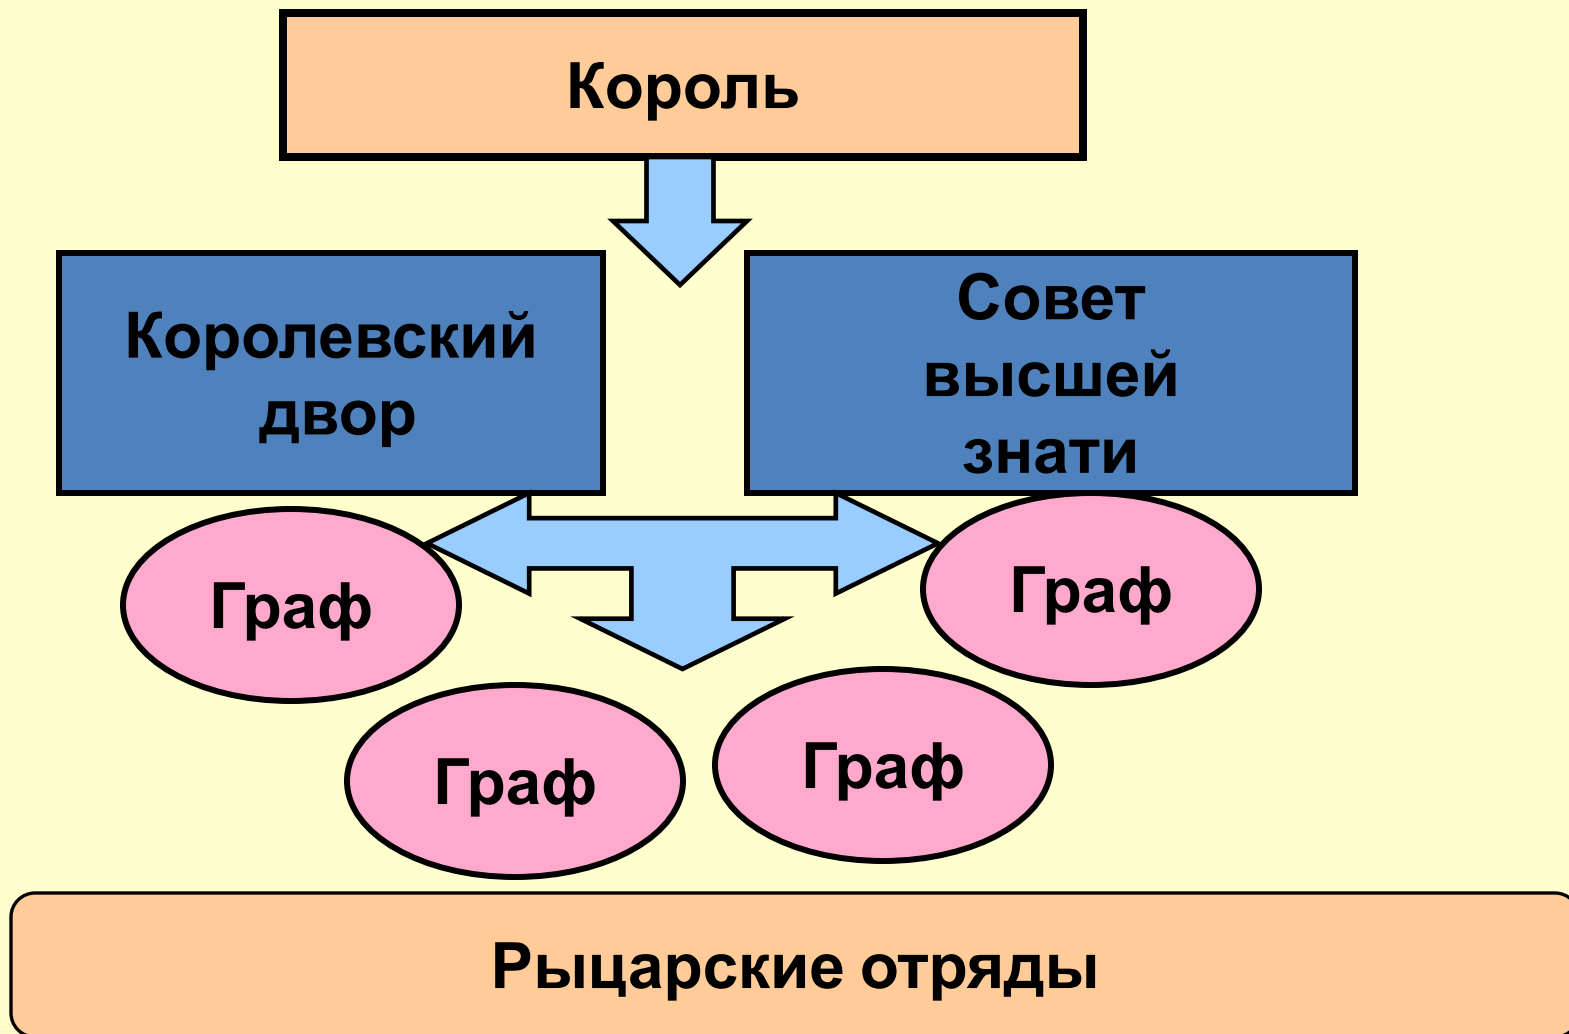 Король
Королевский
двор
Совет
высшей
знати
Граф
Граф
Граф
Граф
Рыцарские отряды